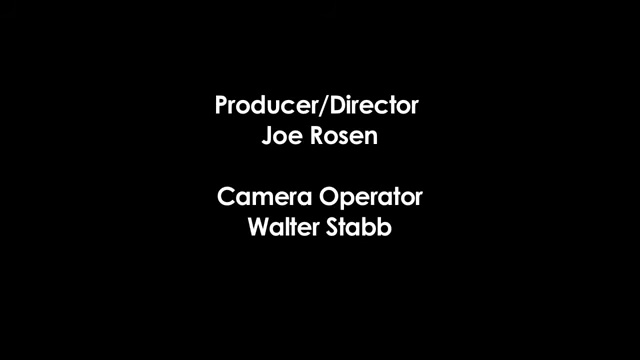 Producer/Director
Joe Rosen
Camera Operator
Walter Stabb